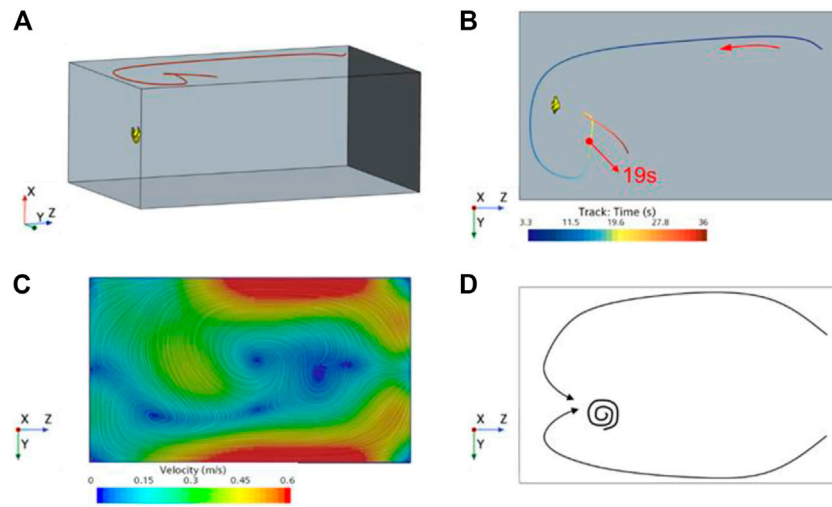 A
X
Y Z
B
19s
Track: Time (s)
3.3 11.5 19.6 27.8 36
X Z
Y
C
X Z
Y
Velocity (m/s)
0 0.15 0.3 0.45 0.6
D
X Z
Y